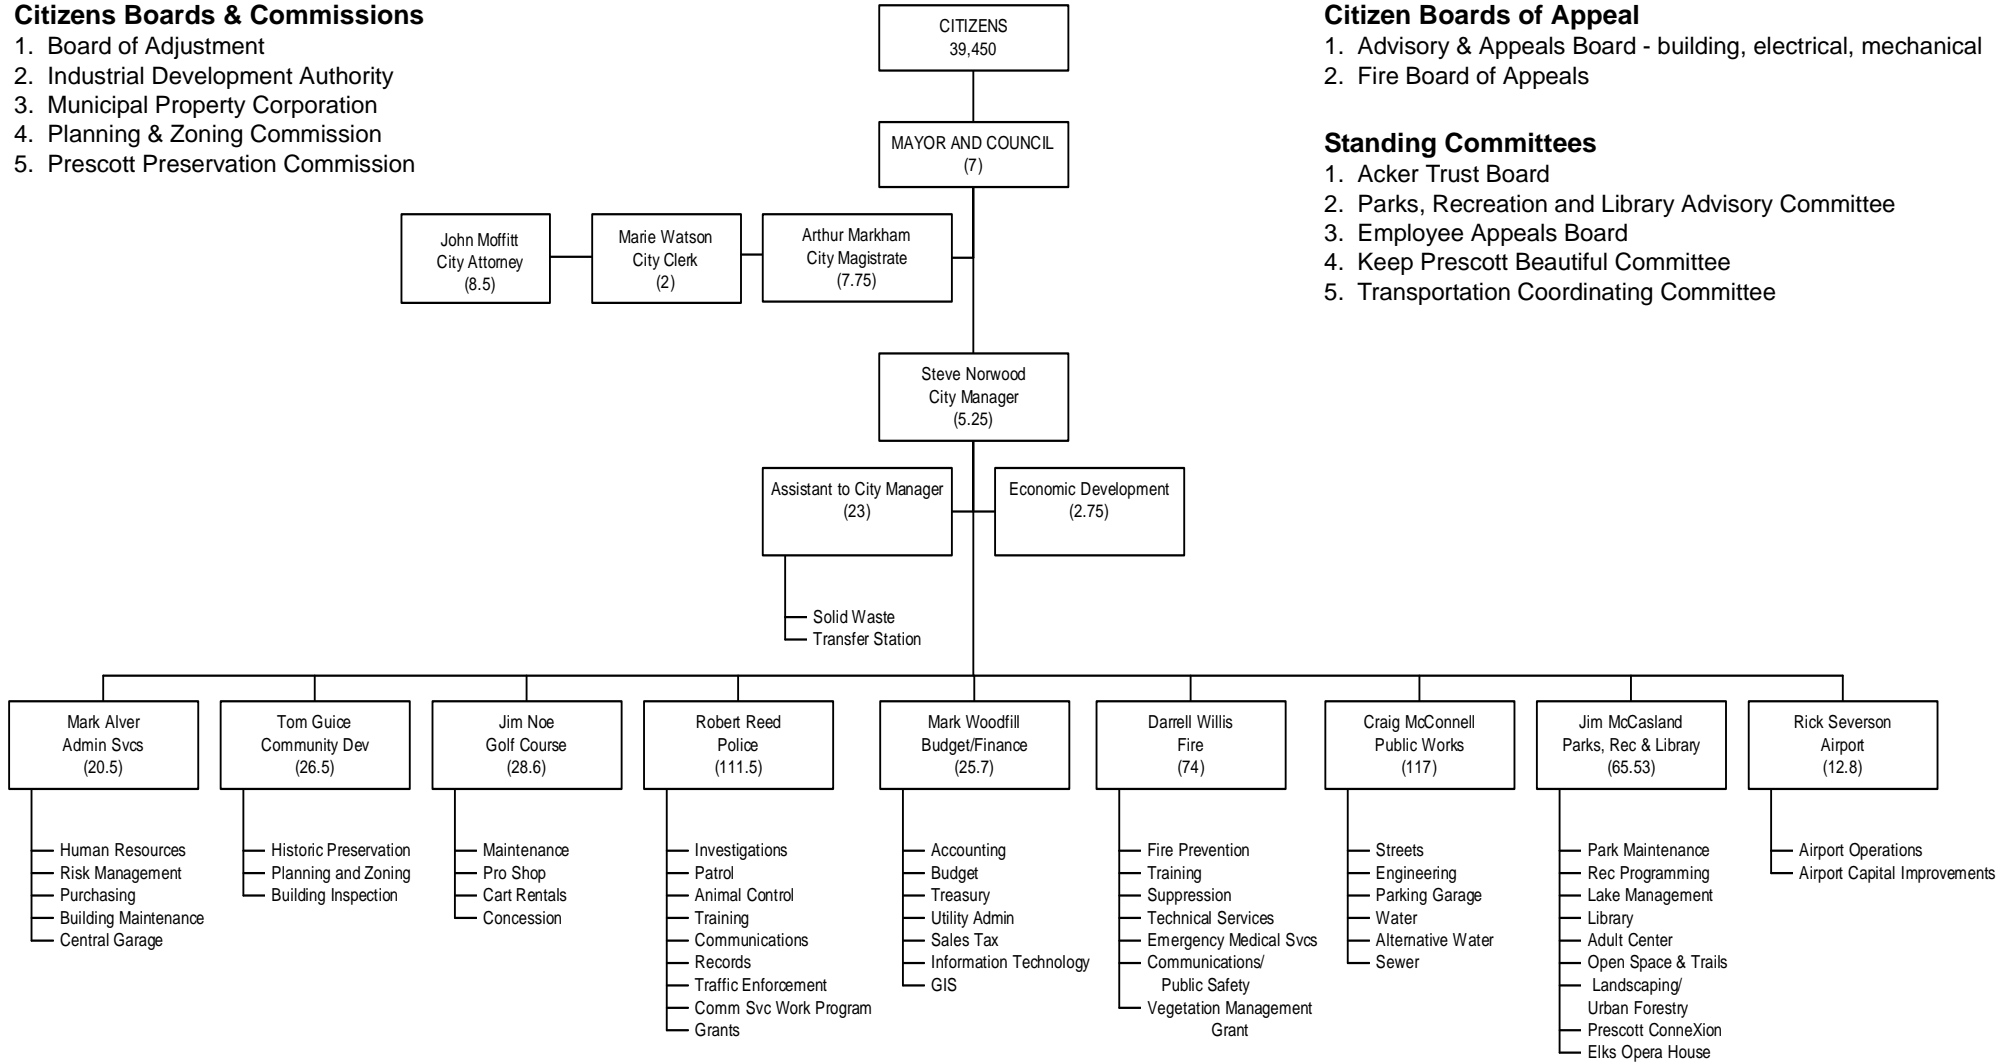 Citizens Boards & Commissions
1. Board of Adjustment
2. Industrial Development Authority
3. Municipal Property Corporation
4. Planning & Zoning Commission
5. Prescott Preservation Commission
CITIZENS
39,450
Citizen Boards of Appeal
1. Advisory & Appeals Board - building, electrical, mechanical
2. Fire Board of Appeals
Standing Committees
1. Acker Trust Board
2. Parks, Recreation and Library Advisory Committee
3. Employee Appeals Board
4. Keep Prescott Beautiful Committee
5. Transportation Coordinating Committee
MAYOR AND COUNCIL
(7)
John Moffitt
City Attorney
(8.5)
Marie Watson
City Clerk
(2)
Arthur Markham
City Magistrate
(7.75)
Steve Norwood
City Manager
(5.25)
Assistant to City Manager
(23)
Economic Development
(2.75)
Solid Waste
Transfer Station
Mark Alver
Admin Svcs
(20.5)
Human Resources
Risk Management
Purchasing
Building Maintenance
Central Garage
Tom Guice
Community Dev
(26.5)
Historic Preservation
Planning and Zoning
Building Inspection
Jim Noe
Golf Course
(28.6)
Maintenance
Pro Shop
Cart Rentals
Concession
Robert Reed
Police
(111.5)
Investigations
Patrol
Animal Control
Training
Communications
Records
Traffic Enforcement
Comm Svc Work Program
Grants
Mark Woodfill
Budget/Finance
(25.7)
Accounting
Budget
Treasury
Utility Admin
Sales Tax
Information Technology
GIS
Darrell Willis
Fire
(74)
Fire Prevention
Training
Suppression
Technical Services
Emergency Medical Svcs
Communications/
Public Safety
Vegetation Management
Grant
Craig McConnell
Public Works
(117)
Streets
Engineering
Parking Garage
Water
Alternative Water
Sewer
Jim McCasland
Parks, Rec & Library
(65.53)
Park Maintenance
Rec Programming
Lake Management
Library
Adult Center
Open Space & Trails
Landscaping/
Urban Forestry
Prescott ConneXion
Elks Opera House
Rick Severson
Airport
(12.8)
Airport Operations
Airport Capital Improvements